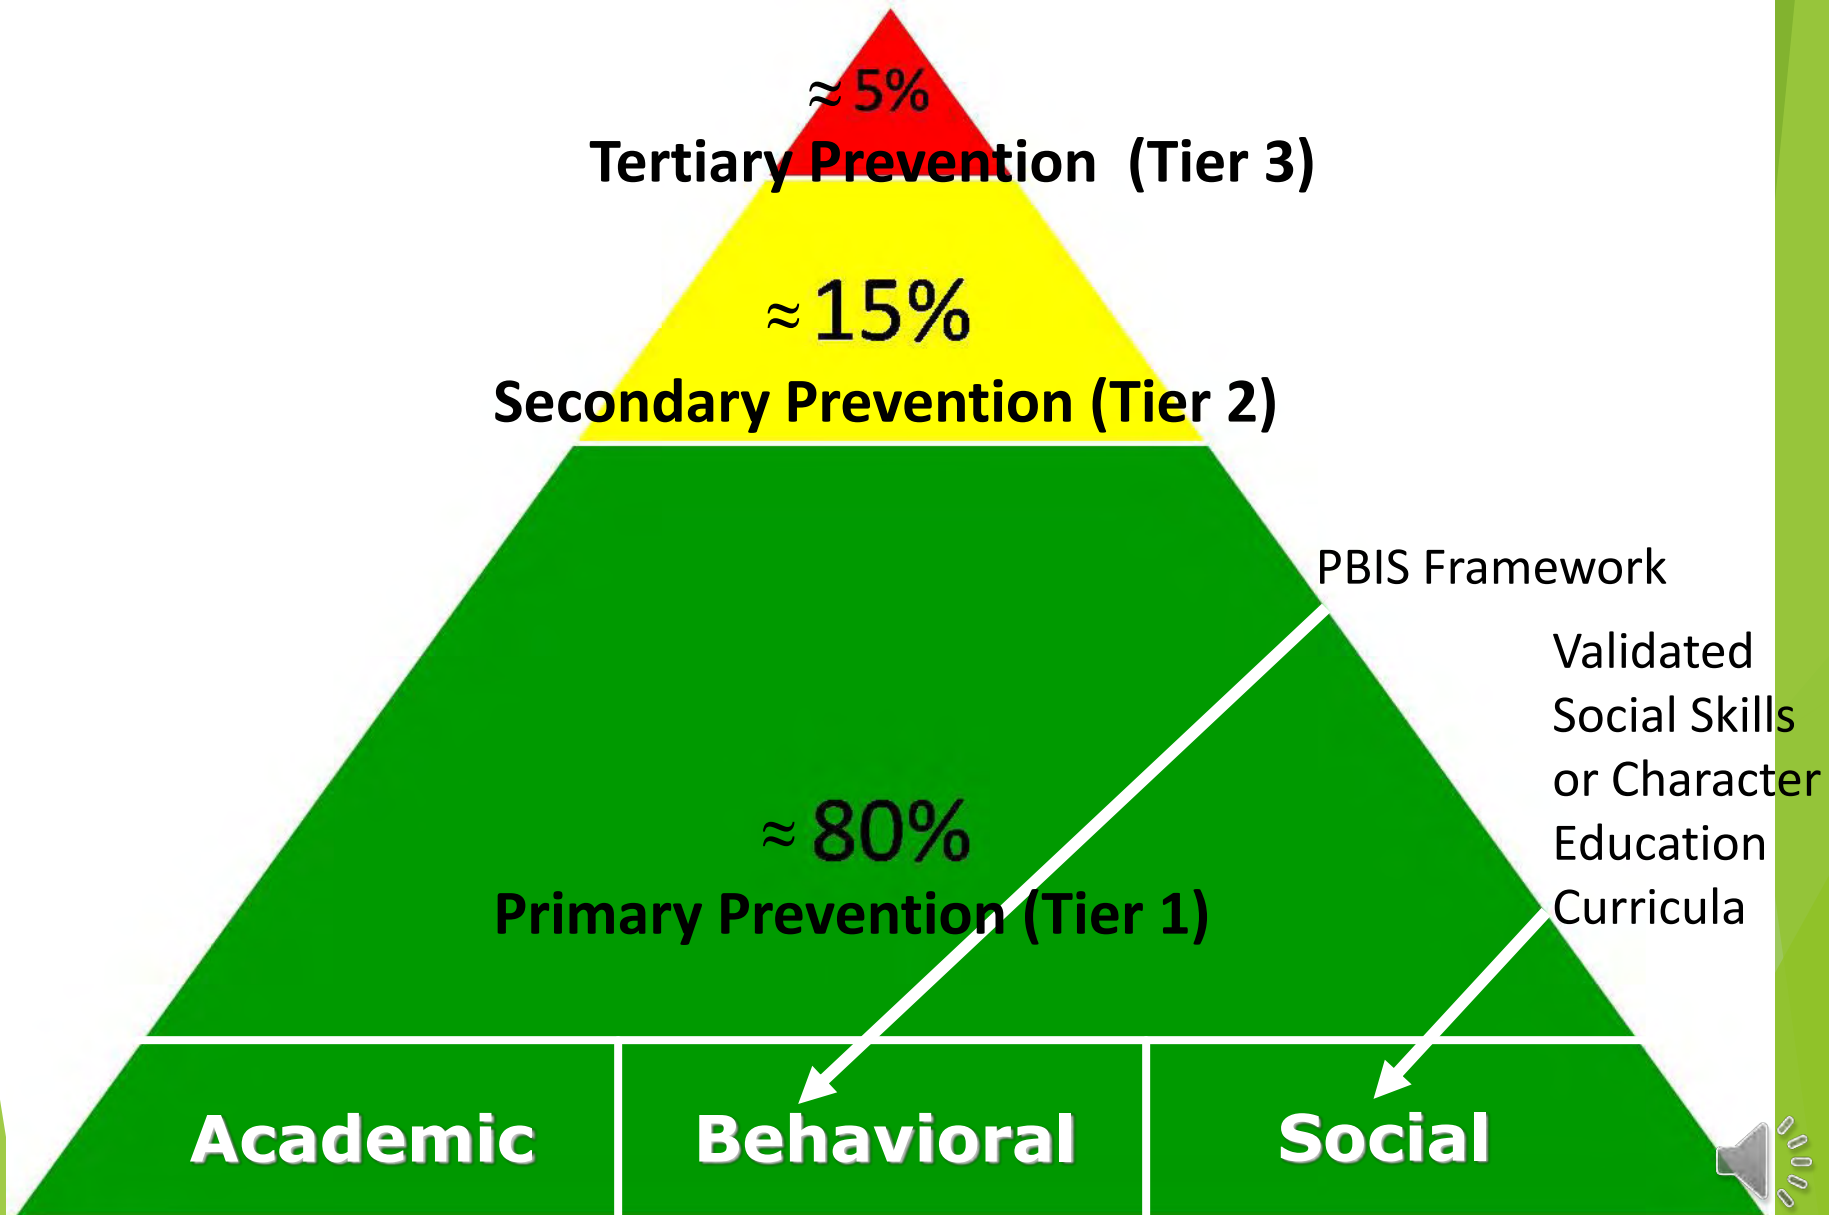 ≈ 5%
Tertiary Prevention (Tier 3)
≈ 15%
Secondary Prevention (Tier 2)
PBIS Framework
Validated
Social Skills
or Character
Education
Curricula
≈ 80%
Primary Prevention (Tier 1)
Academic
Behavioral
Social